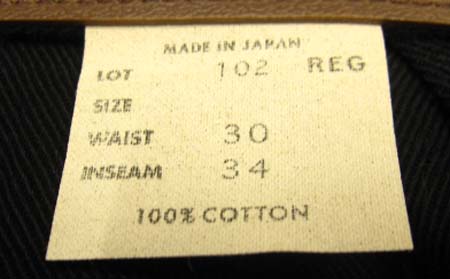 MADE IN JAPAN
LOT 102 REG
SIZE
WAIST 30
INSEAM 34
100% COTTON